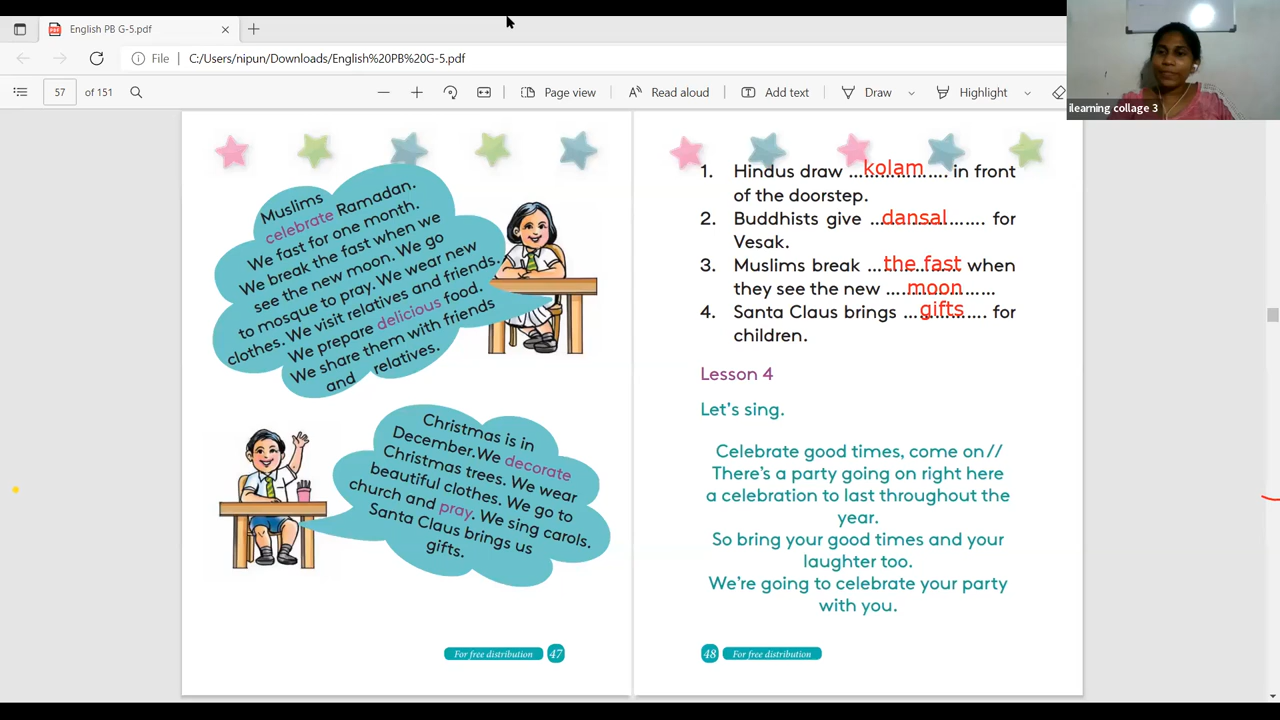 English PB G-5.pdf
File
C:/Users/nipun/Downloads/English%20PB%20G-5.pdf
57 of 151
Page view
Read aloud
Add text
Draw
Highlight
ilearning collage 3
Muslims
celebrate Ramadan.
We fast for one month.
We break the fast when we
see the new moon. We go
to mosque to pray. We wear new
clothes. We visit relatives and friends.
We prepare delicious food.
We share them with friends
and relatives.
Christmas is in
December.We decorate
Christmas trees. We wear
beautiful clothes. We go to
church and pray. We sing carols.
Santa Claus brings us
gifts.
For free distribution 47
1. Hindus draw ...kolam... in front
of the doorstep.
2. Buddhists give ...dansal... for
Vesak.
3. Muslims break ...the fast when
they see the new ...moon...
4. Santa Claus brings ...gifts... for
children.
Lesson 4
Let's sing.
Celebrate good times, come on//
There's a party going on right here
a celebration to last throughout the
year.
So bring your good times and your
laughter too.
We're going to celebrate your party
with you.
48 For free distribution